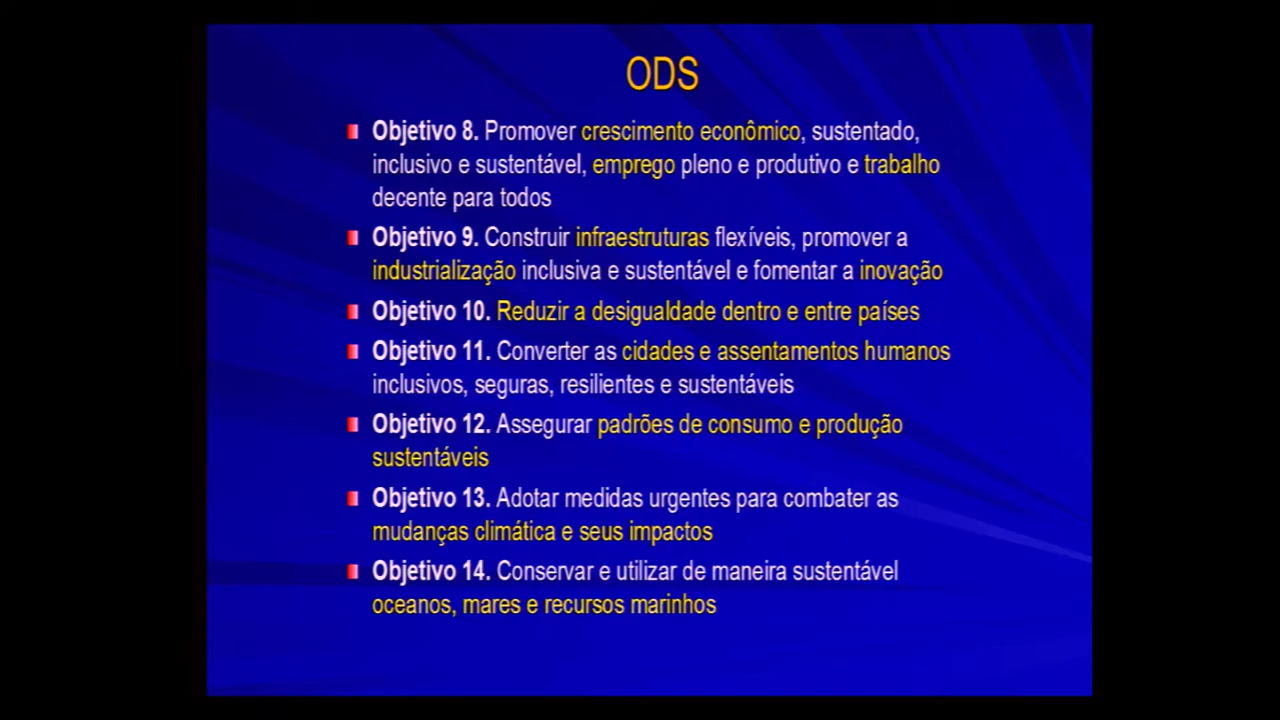 ODS
Objetivo 8. Promover crescimento econômico, sustentado,
inclusivo e sustentável, emprego pleno e produtivo e trabalho
decente para todos
Objetivo 9. Construir infraestruturas flexíveis, promover a
industrialização inclusiva e sustentável e fomentar a inovação
Objetivo 10. Reduzir a desigualdade dentro e entre países
Objetivo 11. Converter as cidades e assentamentos humanos
inclusivos, seguras, resilientes e sustentáveis
Objetivo 12. Assegurar padrões de consumo e produção
sustentáveis
Objetivo 13. Adotar medidas urgentes para combater as
mudanças climática e seus impactos
Objetivo 14. Conservar e utilizar de maneira sustentável
oceanos, mares e recursos marinhos